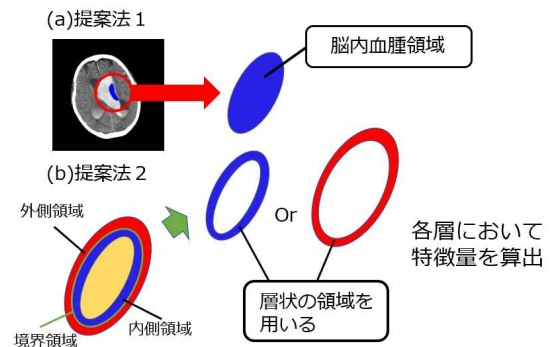 (a)提案法１
脳内血腫領域
(b)提案法２
外側領域
Or
各層において
特徴量を算出
層状の領域を
用いる
内側領域
境界領域